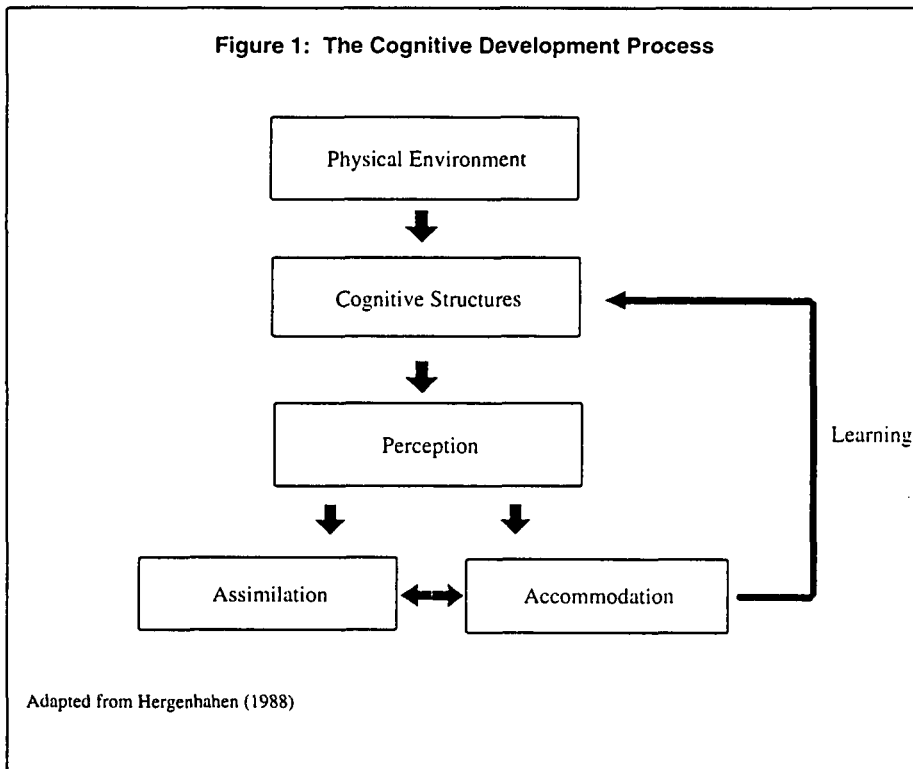 Figure 1: The Cognitive Development Process
Physical Environment
Cognitive Structures
Perception
Learning
Assimilation
Accommodation
Adapted from Hergenhahen (1988)